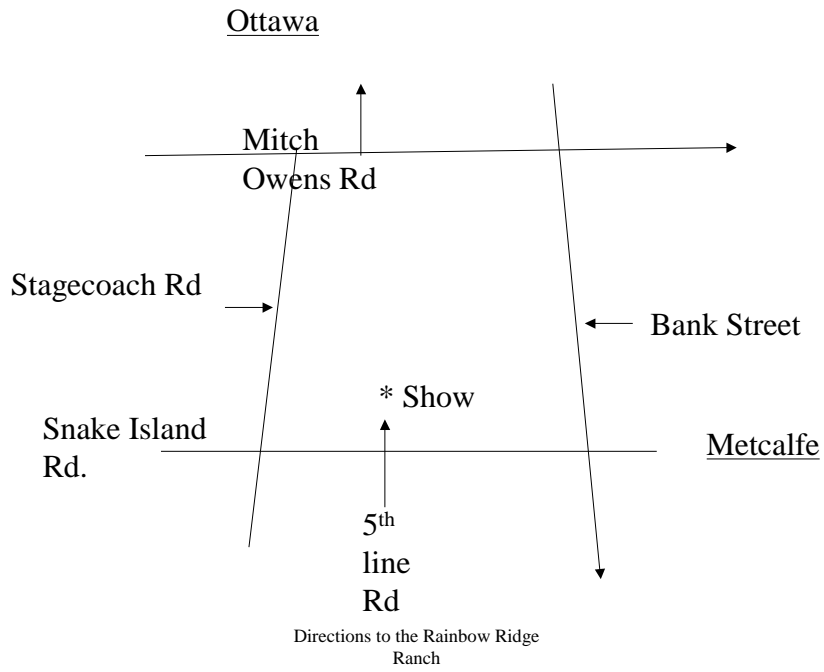 Ottawa
Mitch
Owens Rd
Stagecoach Rd
Bank Street
* Show
Snake Island
Rd.
Metcalfe
5th
line
Rd
Directions to the Rainbow Ridge
Ranch